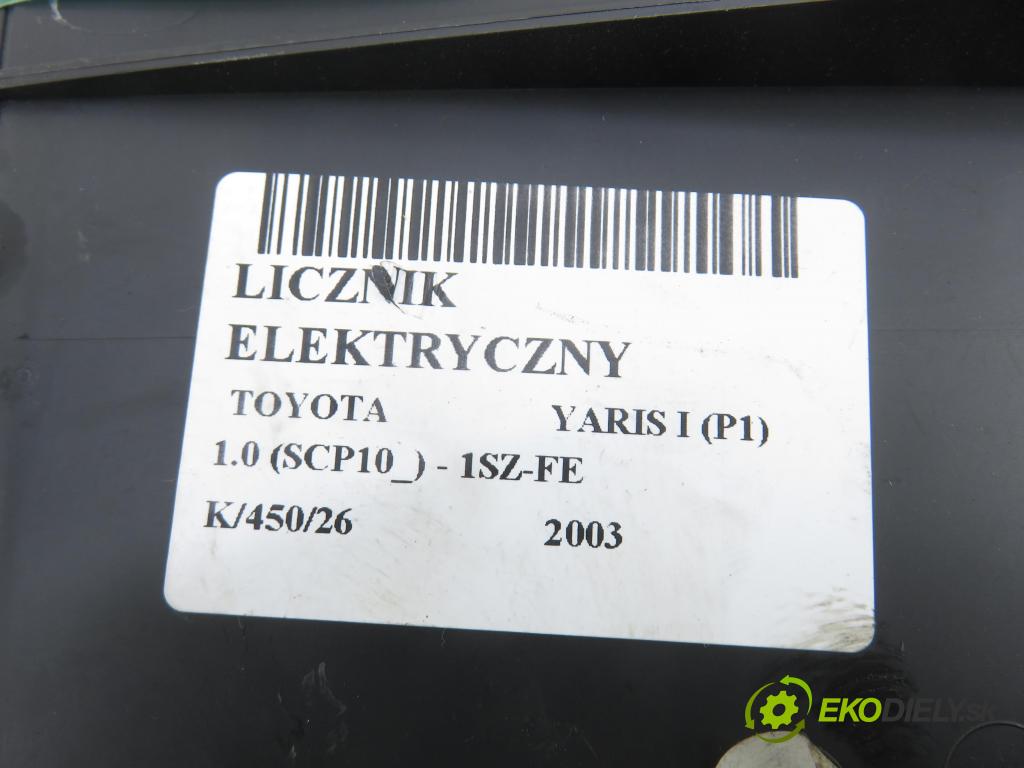 LICZNIK
ELEKTRYCZNY
TOYOTA YARIS I (P1)
1.0 (SCP10_) - 1SZ-FE
K/450/26 2003
EKODIELY.sk